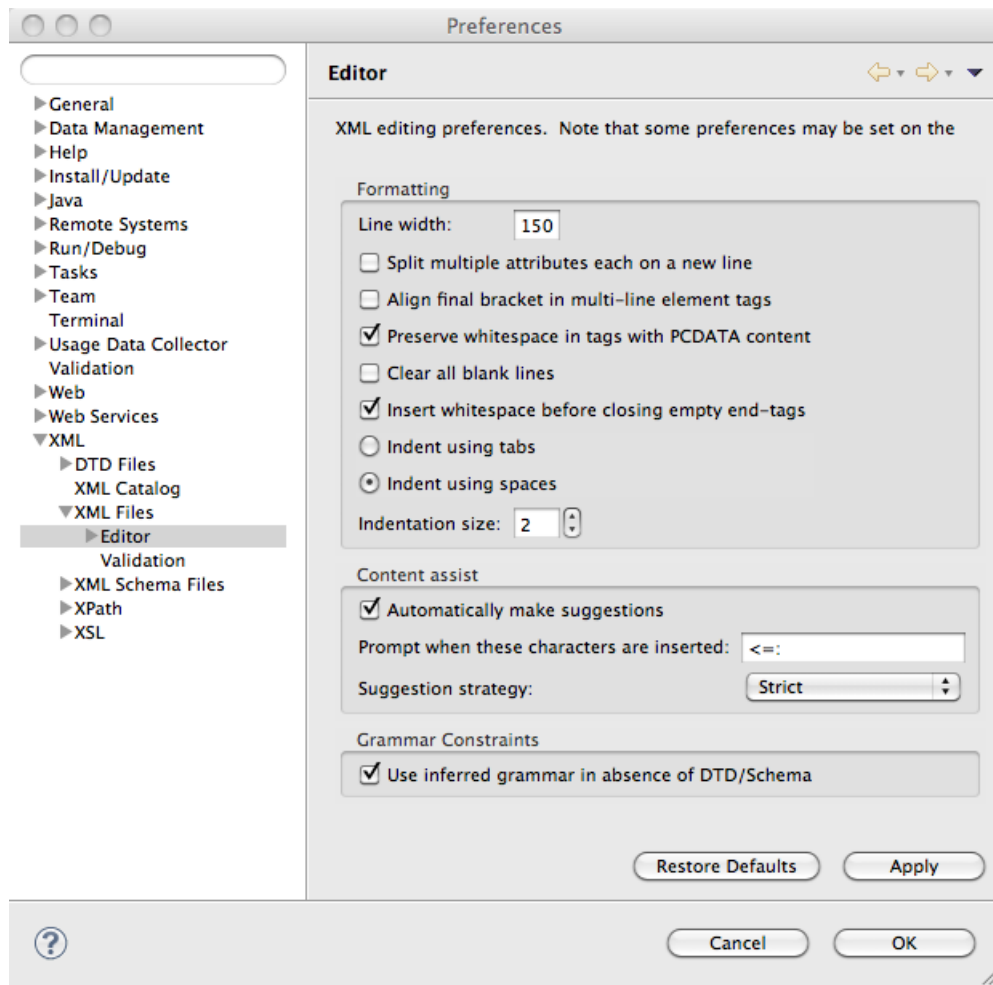 Preferences
Editor
General
Data Management
Help
Install/Update
Java
Remote Systems
Run/Debug
Tasks
Team
Terminal
Usage Data Collector
Validation
Web
Web Services
XML
DTD Files
XML Catalog
XML Files
Editor
Validation
XML Schema Files
XPath
XSL
XML editing preferences.  Note that some preferences may be set on the
Formatting
Line width: 150
Split multiple attributes each on a new line
Align final bracket in multi-line element tags
Preserve whitespace in tags with PCDATA content
Clear all blank lines
Insert whitespace before closing empty end-tags
Indent using tabs
Indent using spaces
Indentation size: 2
Content assist
Automatically make suggestions
Prompt when these characters are inserted: <=:
Suggestion strategy: Strict
Grammar Constraints
Use inferred grammar in absence of DTD/Schema
Restore Defaults Apply
? Cancel OK